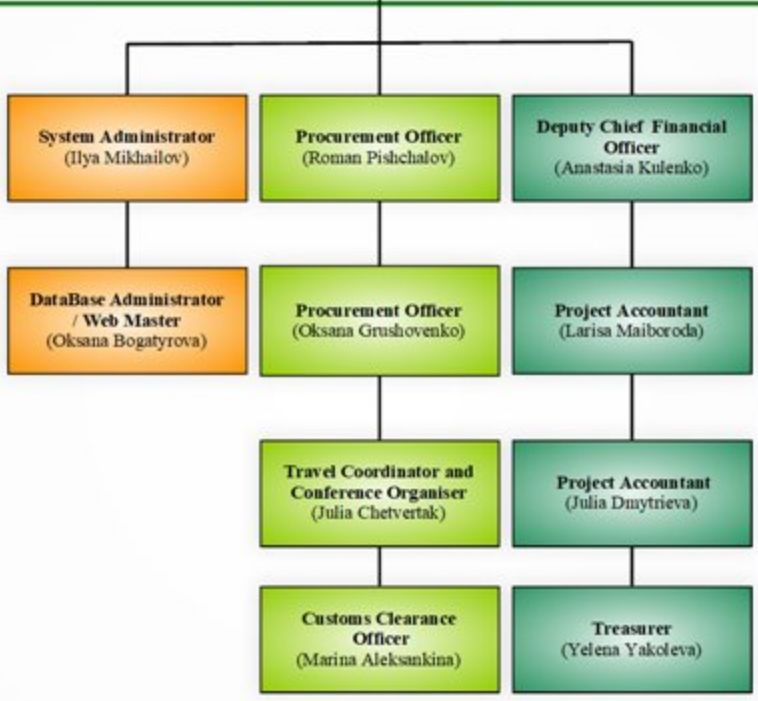 System Administrator
(Ilya Mikhailov)
Procurement Officer
(Roman Pishchalov)
Deputy Chief Financial
Officer
(Anastasia Kulenko)
DataBase Administrator
/ Web Master
(Oksana Bogatyrova)
Procurement Officer
(Oksana Grushovenko)
Project Accountant
(Larisa Maiboroda)
Travel Coordinator and
Conference Organiser
(Julia Chetvertak)
Project Accountant
(Julia Dmytrieva)
Customs Clearance
Officer
(Marina Aleksankina)
Treasurer
(Yelena Yakoleva)